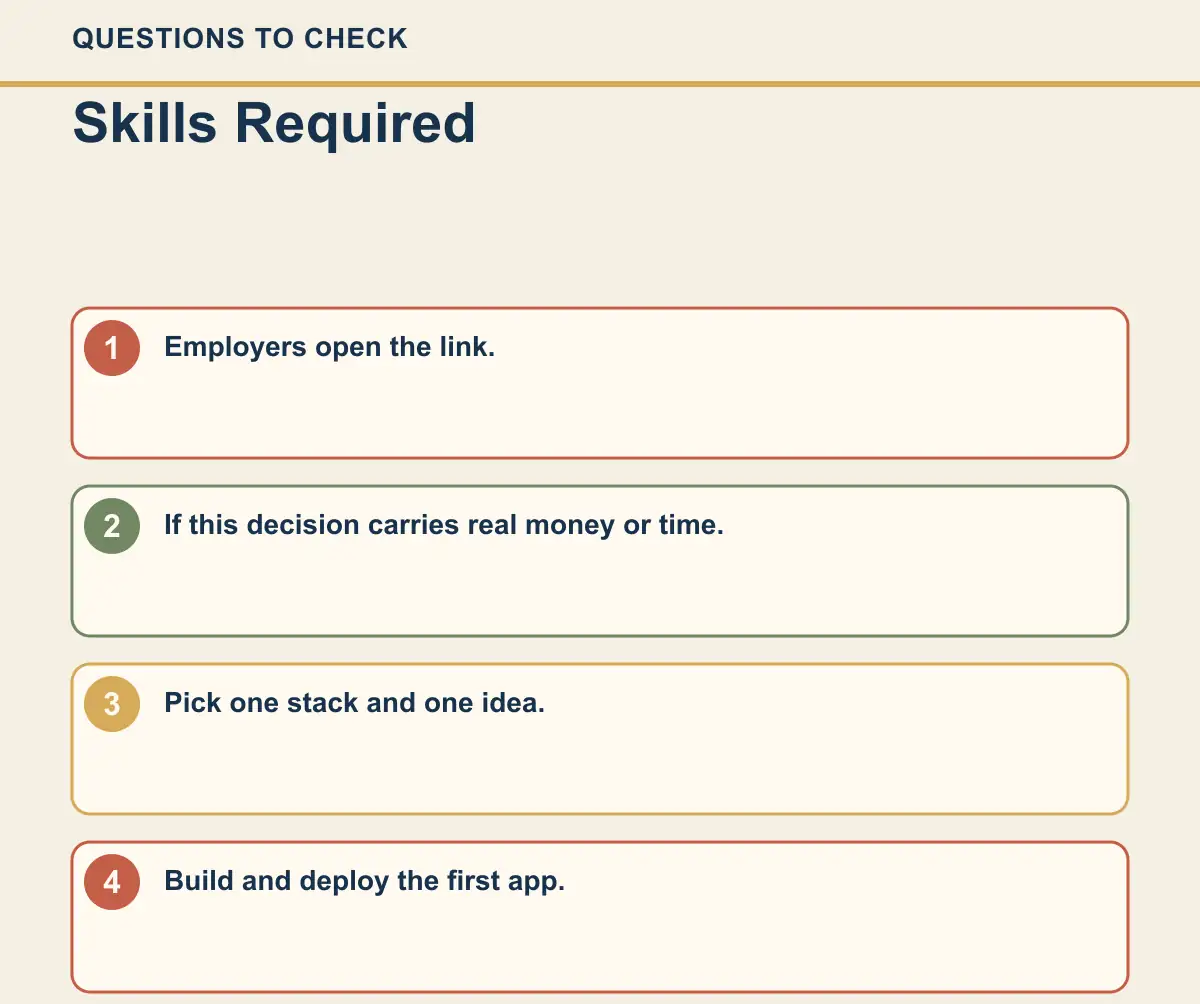 QUESTIONS TO CHECK
Skills Required
1 Employers open the link.
2 If this decision carries real money or time.
3 Pick one stack and one idea.
4 Build and deploy the first app.